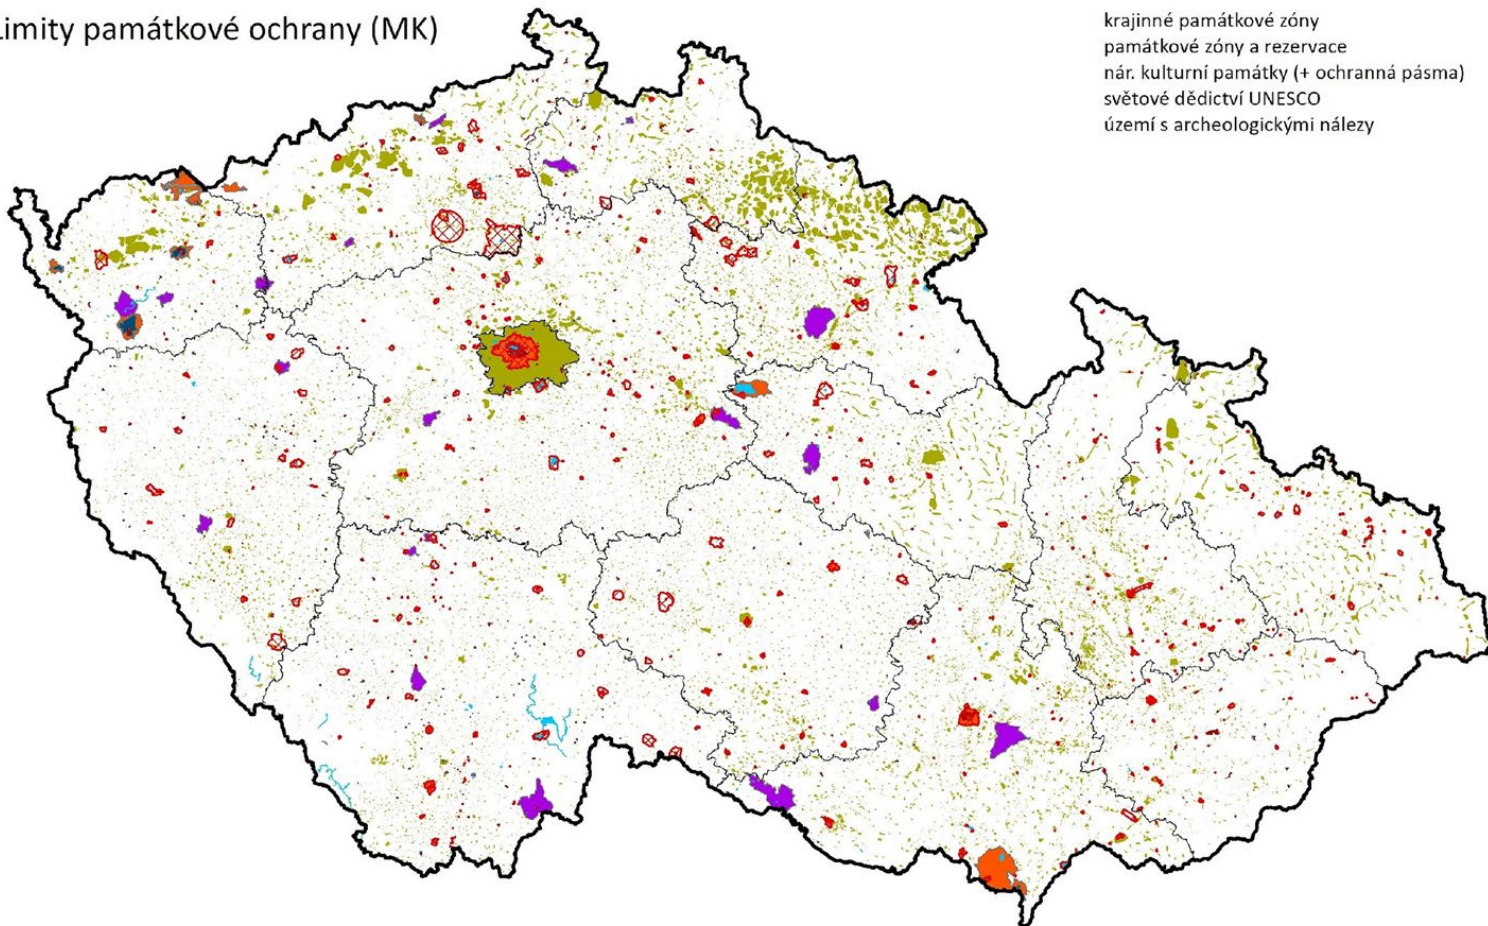 Limity památkové ochrany (MK)
krajinné památkové zóny
památkové zóny a rezervace
nár. kulturní památky (+ ochranná pásma)
světové dědictví UNESCO
území s archeologickými nálezy